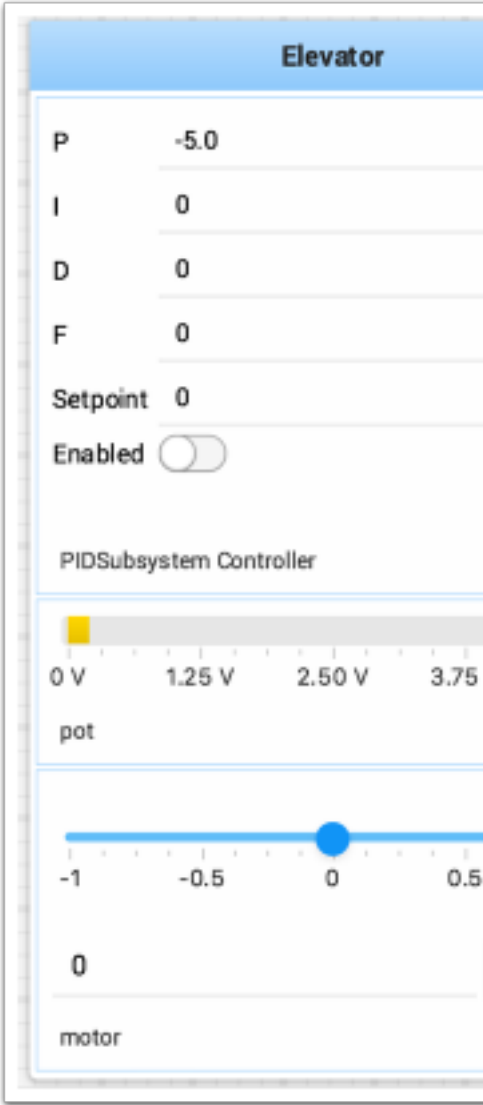 Elevator
P -5.0
I 0
D 0
F 0
Setpoint 0
Enabled
PIDSubsystem Controller
0 V 1.25 V 2.50 V 3.75
pot
-1 -0.5 0 0.5
0
motor